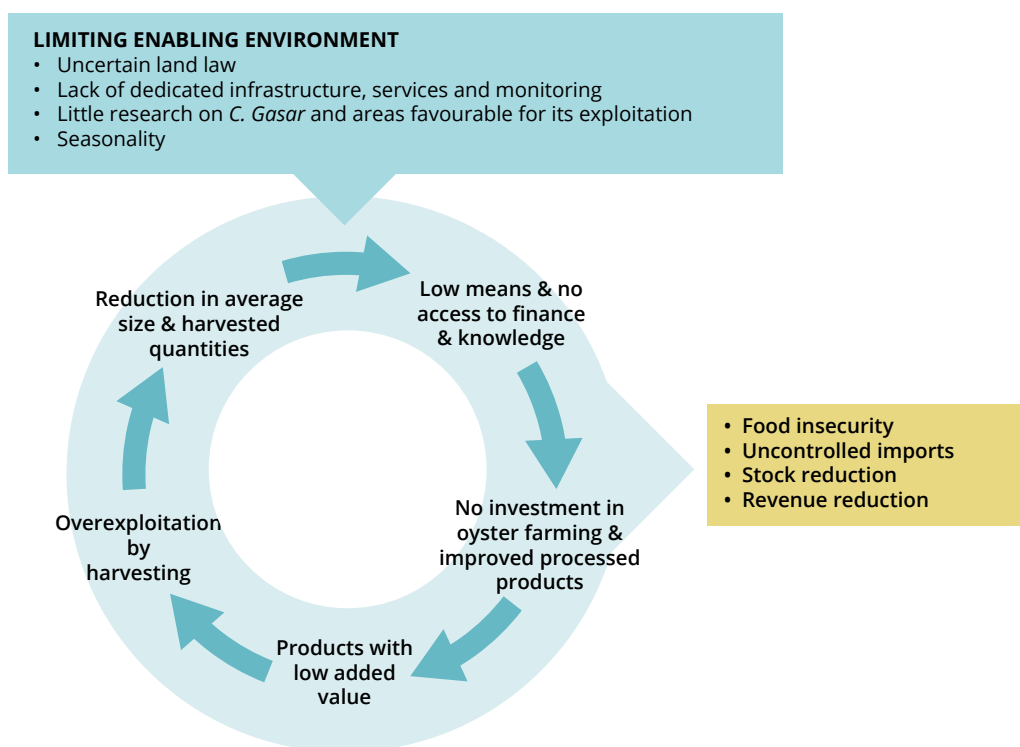 LIMITING ENABLING ENVIRONMENT
• Uncertain land law
• Lack of dedicated infrastructure, services and monitoring
• Little research on C. Gasar and areas favourable for its exploitation
• Seasonality
Reduction in average
size & harvested
quantities
Low means & no
access to finance
& knowledge
• Food insecurity
• Uncontrolled imports
• Stock reduction
• Revenue reduction
No investment in
oyster farming &
improved processed
products
Overexploitation
by
harvesting
Products with
low added
value